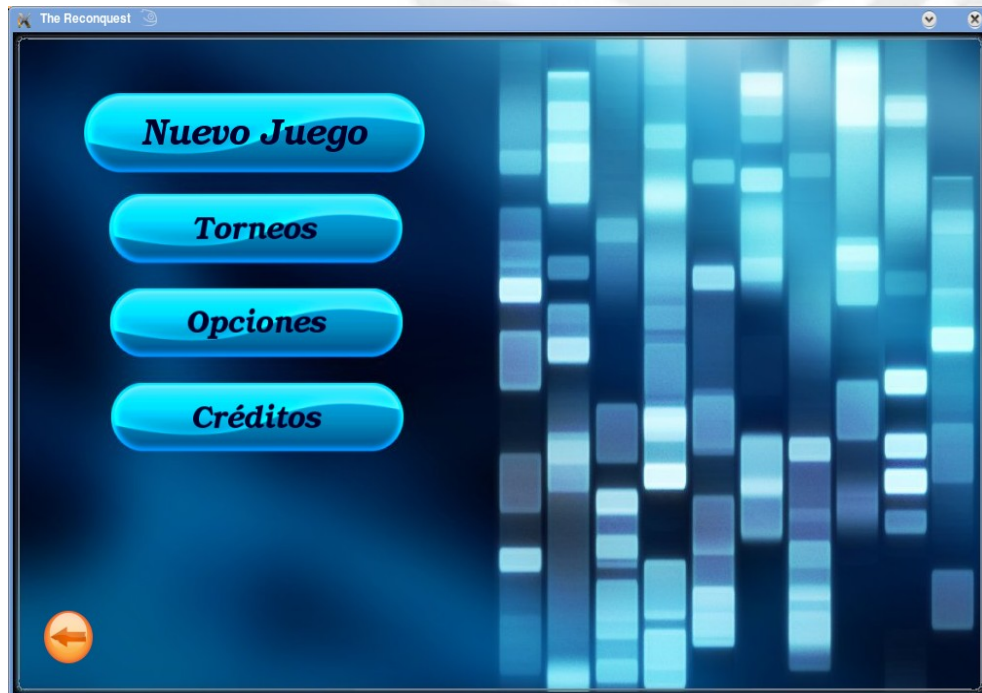 The Reconquest
Nuevo Juego
Torneos
Opciones
Créditos